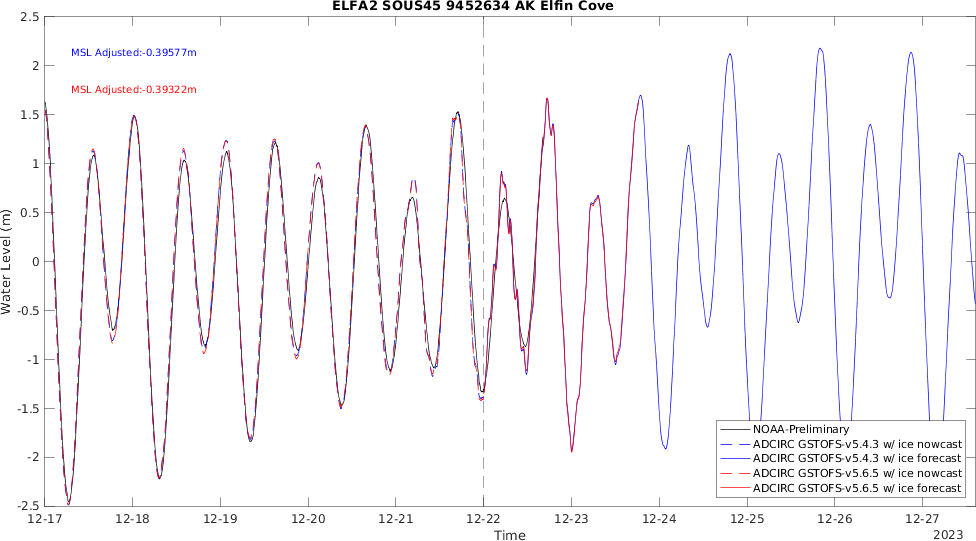 ELFA2 SOUS45 9452634 AK Elfin Cove
MSL Adjusted:-0.39577m
MSL Adjusted:-0.39322m
Water Level (m)
2.5
2
1.5
1
0.5
0
-0.5
-1
-1.5
-2
-2.5
NOAA-Preliminary
ADCIRC GSTOFS-v5.4.3 w/ ice nowcast
ADCIRC GSTOFS-v5.4.3 w/ ice forecast
ADCIRC GSTOFS-v5.6.5 w/ ice nowcast
ADCIRC GSTOFS-v5.6.5 w/ ice forecast
12-17 12-18 12-19 12-20 12-21 12-22 12-23 12-24 12-25 12-26 12-27
Time
2023